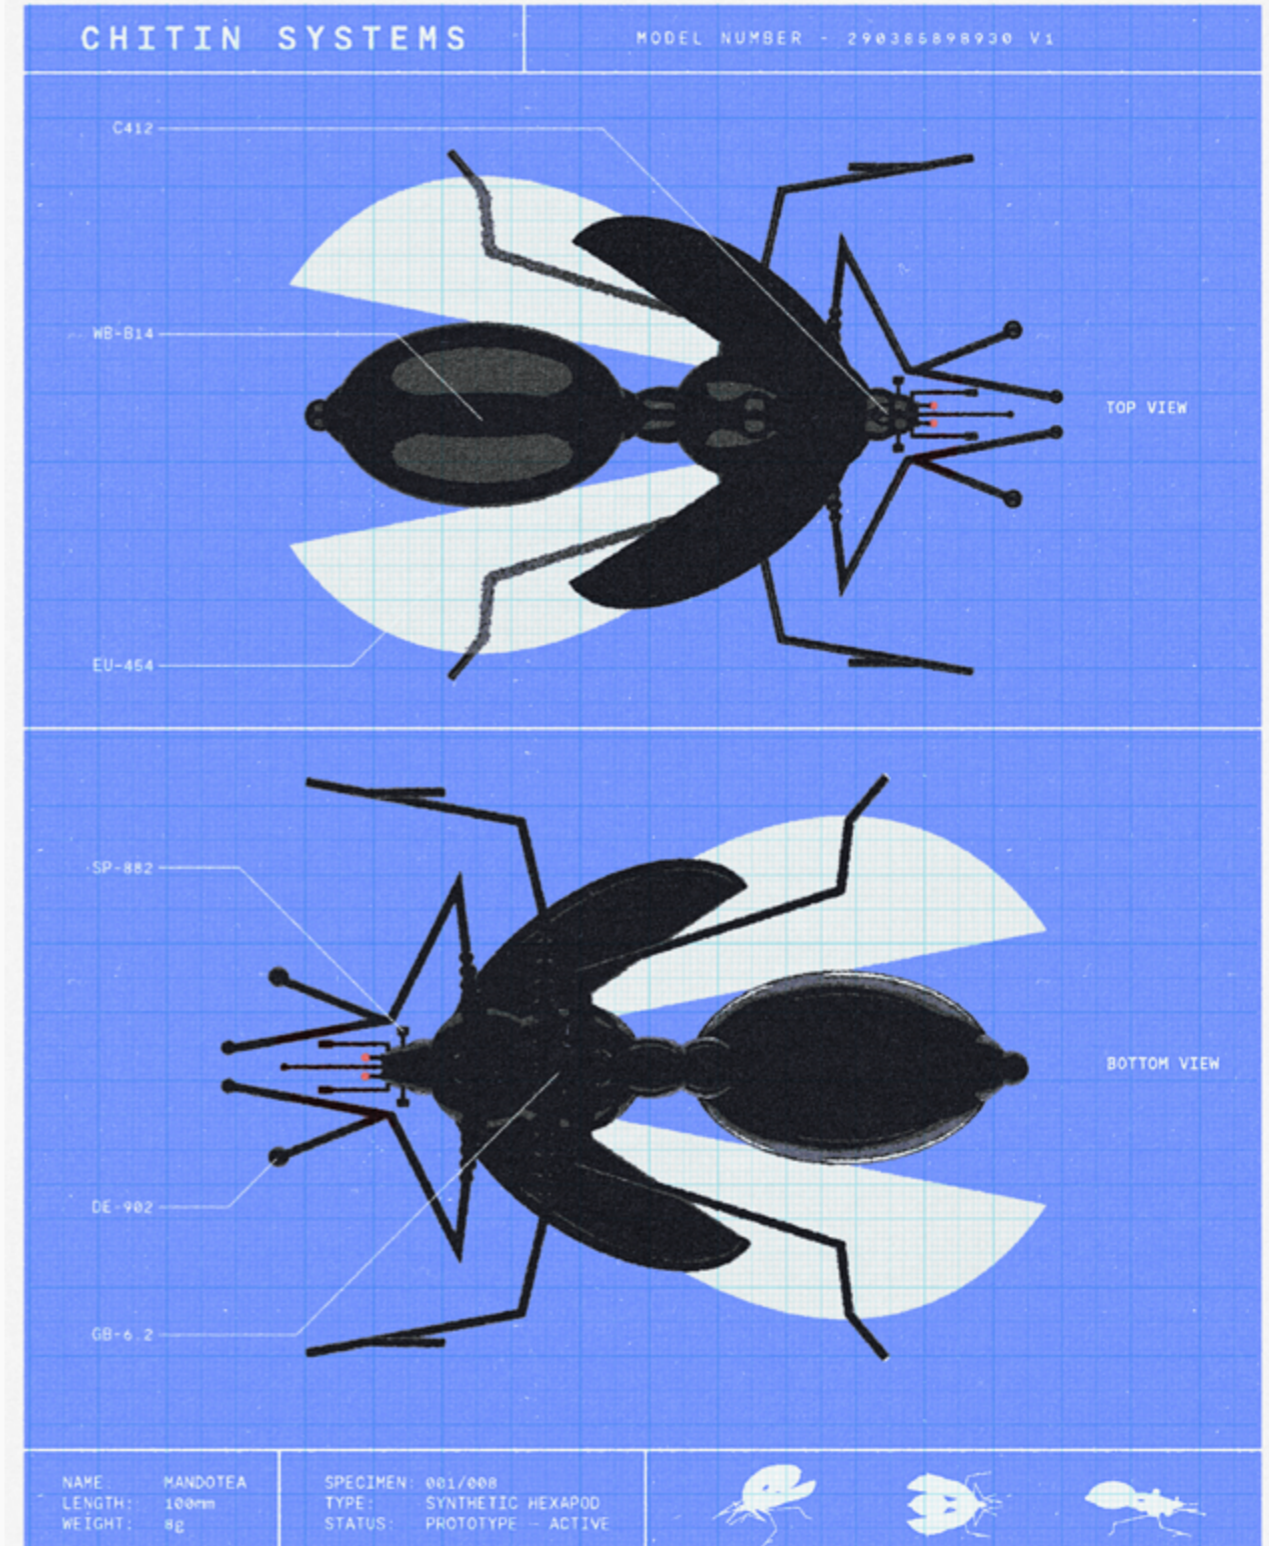 CHITIN SYSTEMS
MODEL NUMBER - 290386898930 V1
C412
WB-B14
TOP VIEW
EU-454
SP-882
BOTTOM VIEW
DE-902
GB-6.2
NAME: MANDOTEA
LENGTH: 100mm
WEIGHT: 8g
SPECIMEN: 001/008
TYPE: SYNTHETIC HEXAPOD
STATUS: PROTOTYPE - ACTIVE